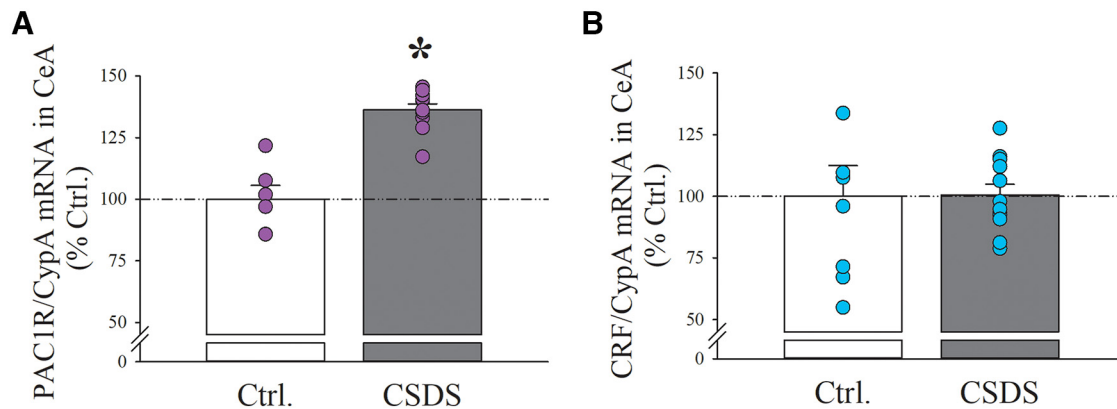 A
PAC1R/CypA mRNA in CeA
(% Ctrl.)
150
125
100
75
50
0
*
Ctrl.
CSDS
B
CRF/CypA mRNA in CeA
(% Ctrl.)
150
125
100
75
50
0
Ctrl.
CSDS